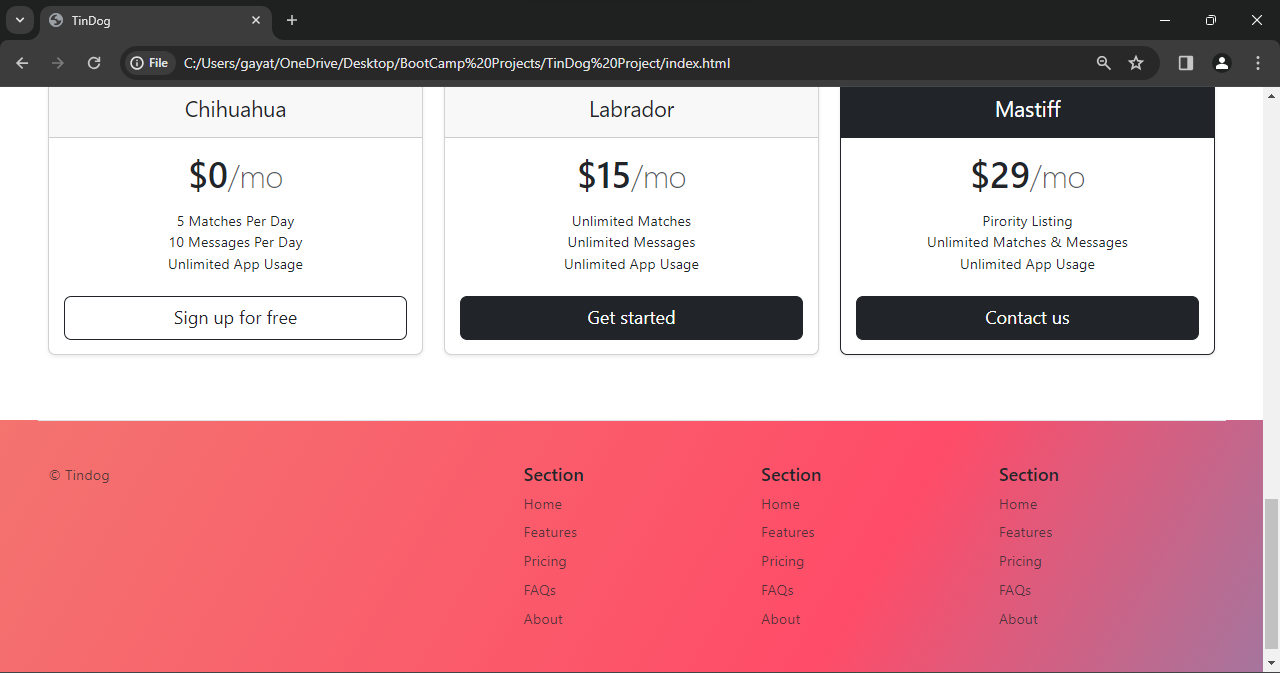 TinDog
File C:/Users/gayat/OneDrive/Desktop/BootCamp%20Projects/TinDog%20Project/index.html
Chihuahua
$0/mo
5 Matches Per Day
10 Messages Per Day
Unlimited App Usage
Sign up for free
Labrador
$15/mo
Unlimited Matches
Unlimited Messages
Unlimited App Usage
Get started
Mastiff
$29/mo
Pirority Listing
Unlimited Matches & Messages
Unlimited App Usage
Contact us
© Tindog
Section
Home
Features
Pricing
FAQs
About
Section
Home
Features
Pricing
FAQs
About
Section
Home
Features
Pricing
FAQs
About